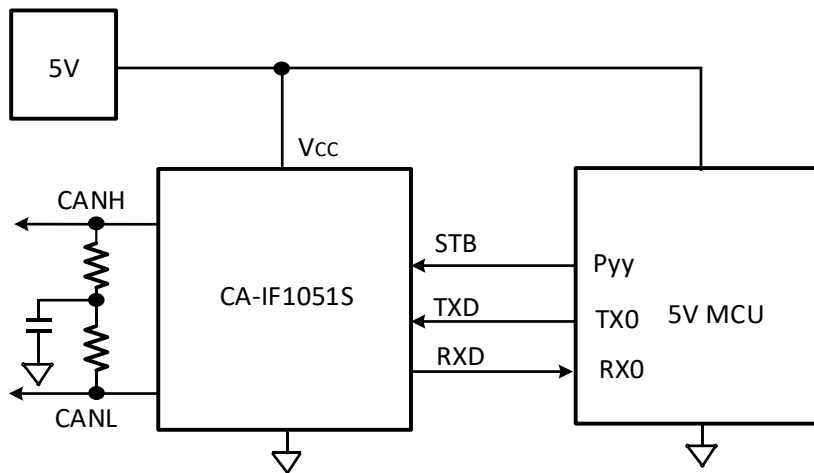 5V
Vcc
CANH
STB
Pyy
CA-IF1051S
TXD
TX0
5V MCU
RXD
RX0
CANL